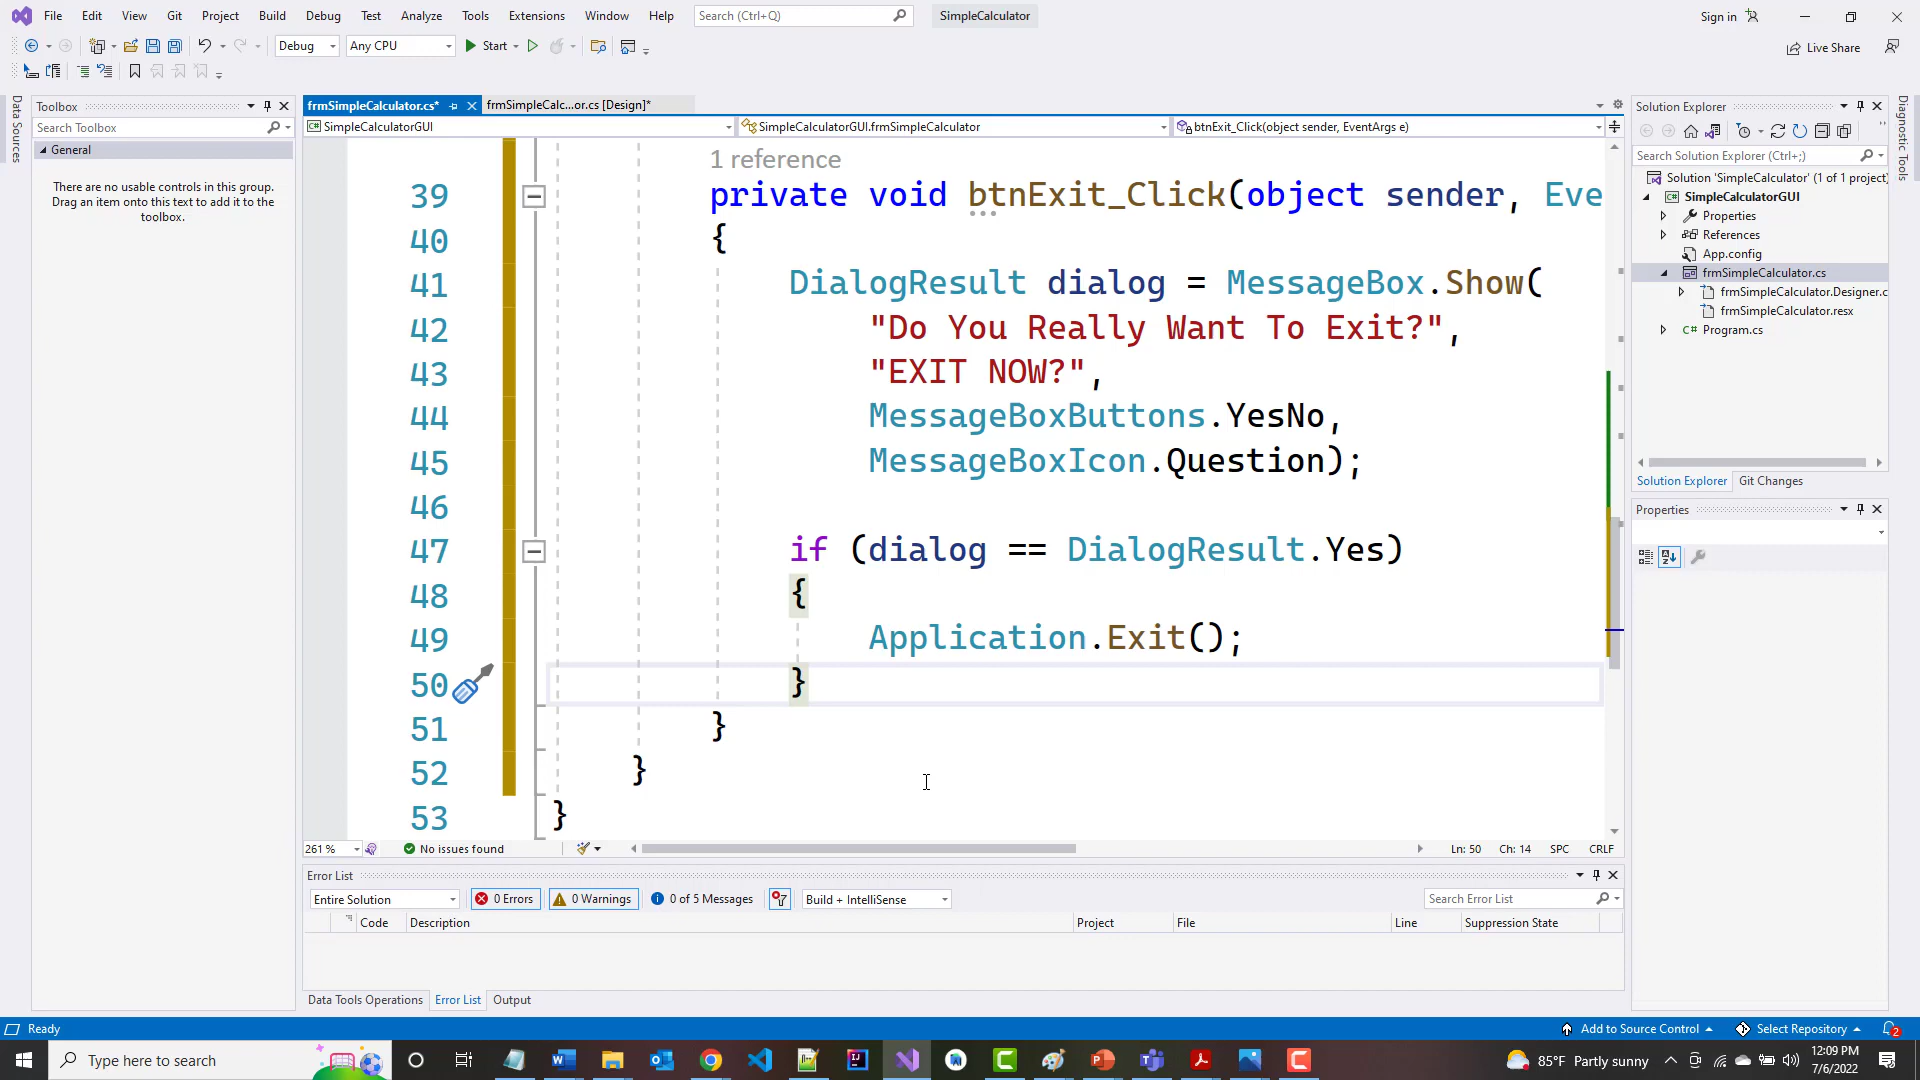 File Edit View Git Project Build Debug Test Analyze Tools Extensions Window Help Search (Ctrl+Q) SimpleCalculator Sign in
Debug Any CPU Start Live Share
Data Sources
Toolbox
Search Toolbox
General
There are no usable controls in this group.
Drag an item onto this text to add it to the
toolbox.
frmSimpleCalculator.cs* frmSimpleCalc...or.cs [Design]*
SimpleCalculatorGUI SimpleCalculatorGUI.frmSimpleCalculator btnExit_Click(object sender, EventArgs e)
1 reference
39 private void btnExit_Click(object sender, Eve
40 {
41 DialogResult dialog = MessageBox.Show(
42 "Do You Really Want To Exit?",
43 "EXIT NOW?",
44 MessageBoxButtons.YesNo,
45 MessageBoxIcon.Question);
46
47 if (dialog == DialogResult.Yes)
48 {
49 Application.Exit();
50 }
51 }
52 }
53 }
261 % No issues found Ln: 50 Ch: 14 SPC CRLF
Error List
Entire Solution 0 Errors 0 Warnings 0 of 5 Messages Build + IntelliSense Search Error List
Code Description Project File Line Suppression State
Data Tools Operations Error List Output
Solution Explorer
Search Solution Explorer (Ctrl+;)
Solution 'SimpleCalculator' (1 of 1 project)
SimpleCalculatorGUI
Properties
References
App.config
frmSimpleCalculator.cs
frmSimpleCalculator.Designer.c
frmSimpleCalculator.resx
C# Program.cs
Solution Explorer Git Changes
Properties
Diagnostic Tools
Ready Add to Source Control Select Repository 2
Type here to search 85°F Partly sunny 12:09 PM
7/6/2022